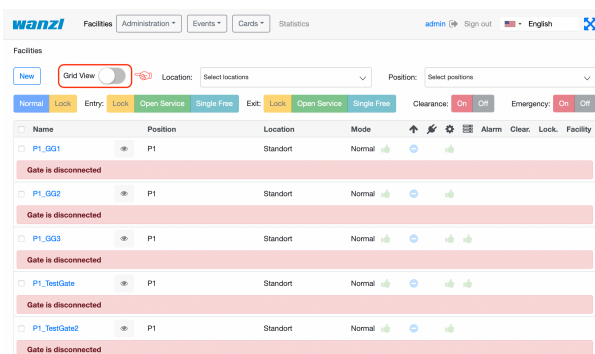 wanzl Facilities Administration Events Cards Statistics admin Sign out English
Facilities
New Grid View Location: Select locations Position: Select positions
Normal Lock Entry: Lock Open Service Single Free Exit: Lock Open Service Single Free Clearance: On Off Emergency: On Off
Name Position Location Mode Alarm Clear. Lock. Facility
P1_GG1 P1 Standort Normal
Gate is disconnected
P1_GG2 P1 Standort Normal
Gate is disconnected
P1_GG3 P1 Standort Normal
Gate is disconnected
P1_TestGate P1 Standort Normal
Gate is disconnected
P1_TestGate2 P1 Standort Normal
Gate is disconnected